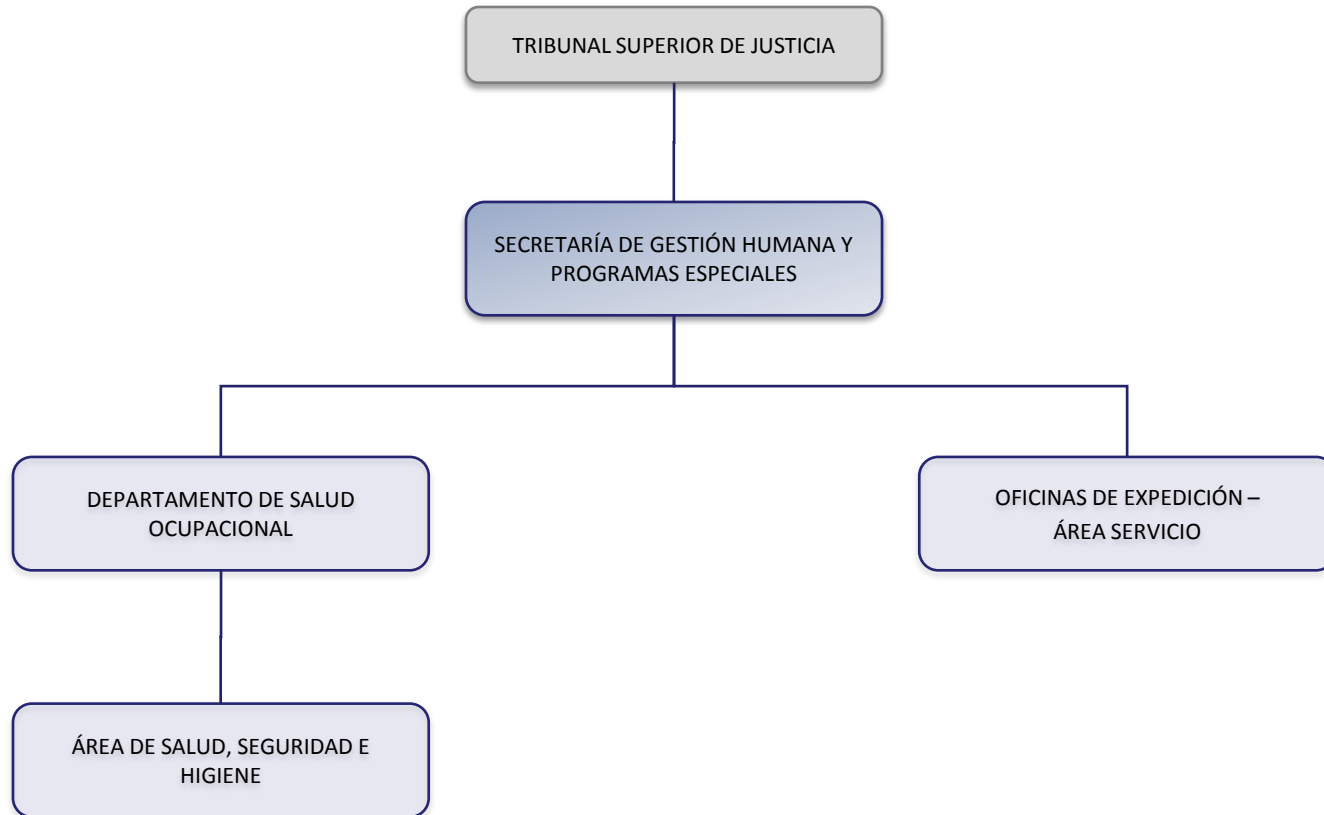 TRIBUNAL SUPERIOR DE JUSTICIA
SECRETARÍA DE GESTIÓN HUMANA Y
PROGRAMAS ESPECIALES
DEPARTAMENTO DE SALUD
OCUPACIONAL
OFICINAS DE EXPEDICIÓN –
ÁREA SERVICIO
ÁREA DE SALUD, SEGURIDAD E
HIGIENE